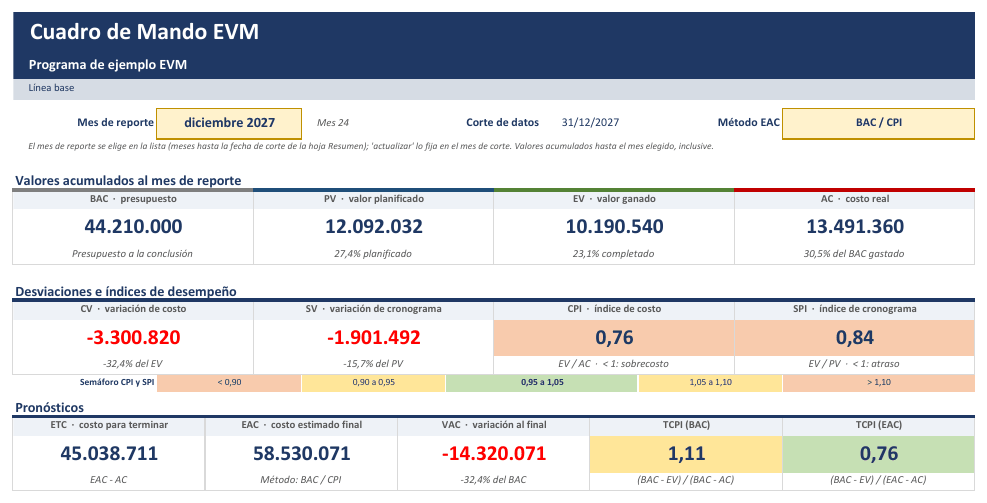 Cuadro de Mando EVM
Programa de ejemplo EVM
Línea base
Mes de reporte diciembre 2027 Mes 24 Corte de datos 31/12/2027 Método EAC BAC / CPI
El mes de reporte se elige en la lista (meses hasta la fecha de corte de la hoja Resumen); 'actualizar' lo fija en el mes de corte. Valores acumulados hasta el mes elegido, inclusive.
Valores acumulados al mes de reporte
BAC · presupuesto PV · valor planificado EV · valor ganado AC · costo real
44.210.000 12.092.032 10.190.540 13.491.360
Presupuesto a la conclusión 27,4% planificado 23,1% completado 30,5% del BAC gastado
Desviaciones e índices de desempeño
CV · variación de costo SV · variación de cronograma CPI · índice de costo SPI · índice de cronograma
-3.300.820 -1.901.492 0,76 0,84
-32,4% del EV -15,7% del PV EV / AC · < 1: sobrecosto EV / PV · < 1: atraso
Semáforo CPI y SPI < 0,90 0,90 a 0,95 0,95 a 1,05 1,05 a 1,10 > 1,10
Pronósticos
ETC · costo para terminar EAC · costo estimado final VAC · variación al final TCPI (BAC) TCPI (EAC)
45.038.711 58.530.071 -14.320.071 1,11 0,76
EAC - AC Método: BAC / CPI -32,4% del BAC (BAC - EV) / (BAC - AC) (BAC - EV) / (EAC - AC)